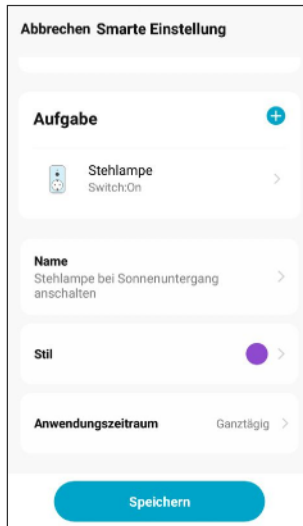 Abbrechen Smarte Einstellung
Aufgabe
Stehlampe
Switch:On
Name
Stehlampe bei Sonnenuntergang
anschalten
Stil
Anwendungszeitraum Ganztägig
Speichern